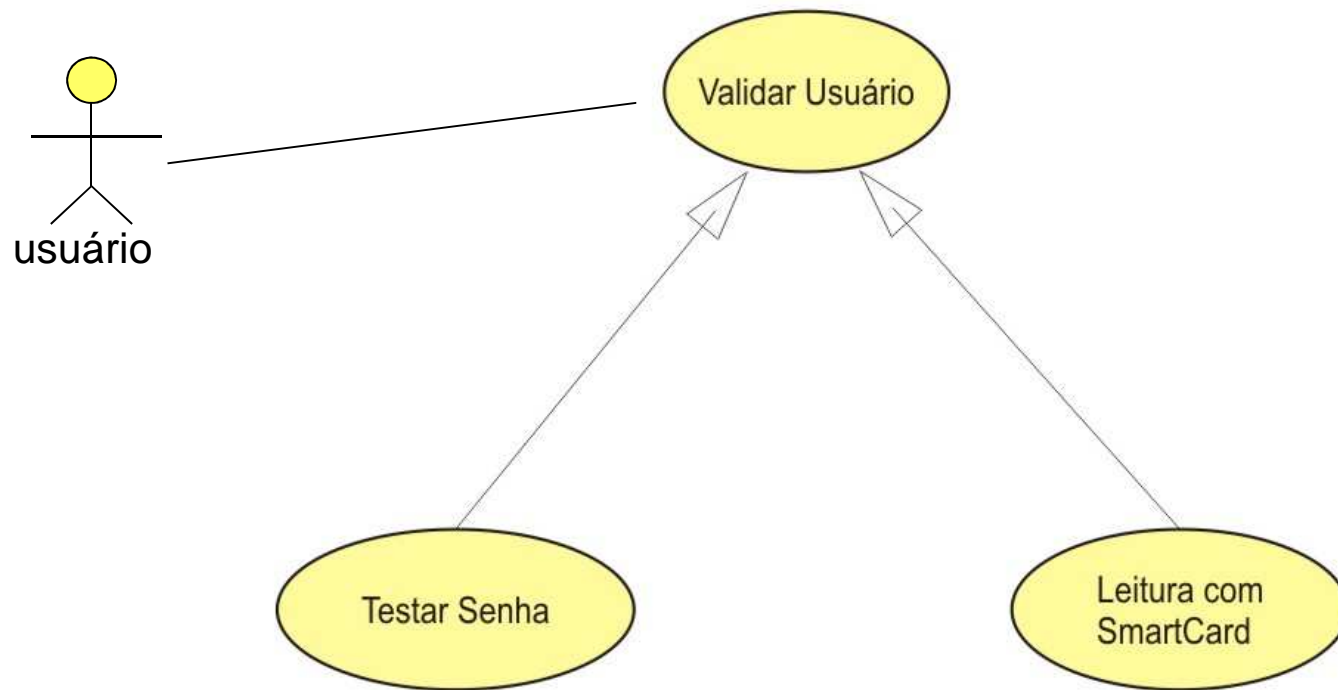 Validar Usuário
usuário
Testar Senha
Leitura com
SmartCard